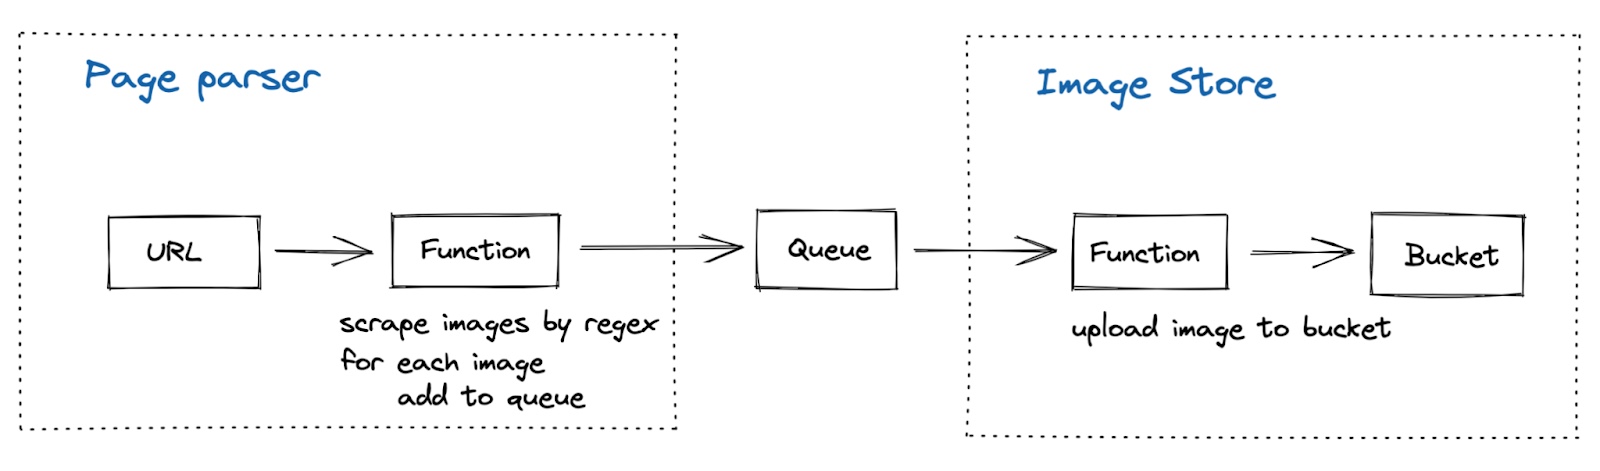 Page parser
Image Store
URL
Function
Queue
Function
Bucket
scrape images by regex
for each image
add to queue
upload image to bucket